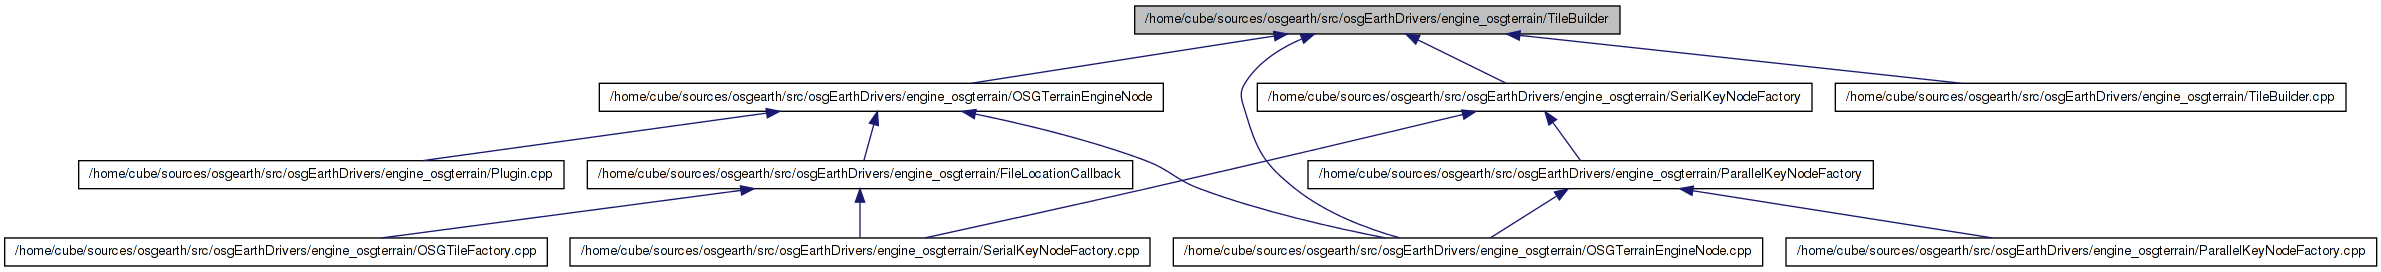 /home/cube/sources/osgearth/src/osgEarthDrivers/engine_osgterrain/TileBuilder
/home/cube/sources/osgearth/src/osgEarthDrivers/engine_osgterrain/OSGTerrainEngineNode
/home/cube/sources/osgearth/src/osgEarthDrivers/engine_osgterrain/SerialKeyNodeFactory
/home/cube/sources/osgearth/src/osgEarthDrivers/engine_osgterrain/TileBuilder.cpp
/home/cube/sources/osgearth/src/osgEarthDrivers/engine_osgterrain/Plugin.cpp
/home/cube/sources/osgearth/src/osgEarthDrivers/engine_osgterrain/FileLocationCallback
/home/cube/sources/osgearth/src/osgEarthDrivers/engine_osgterrain/ParallelKeyNodeFactory
/home/cube/sources/osgearth/src/osgEarthDrivers/engine_osgterrain/OSGTileFactory.cpp
/home/cube/sources/osgearth/src/osgEarthDrivers/engine_osgterrain/SerialKeyNodeFactory.cpp
/home/cube/sources/osgearth/src/osgEarthDrivers/engine_osgterrain/OSGTerrainEngineNode.cpp
/home/cube/sources/osgearth/src/osgEarthDrivers/engine_osgterrain/ParallelKeyNodeFactory.cpp